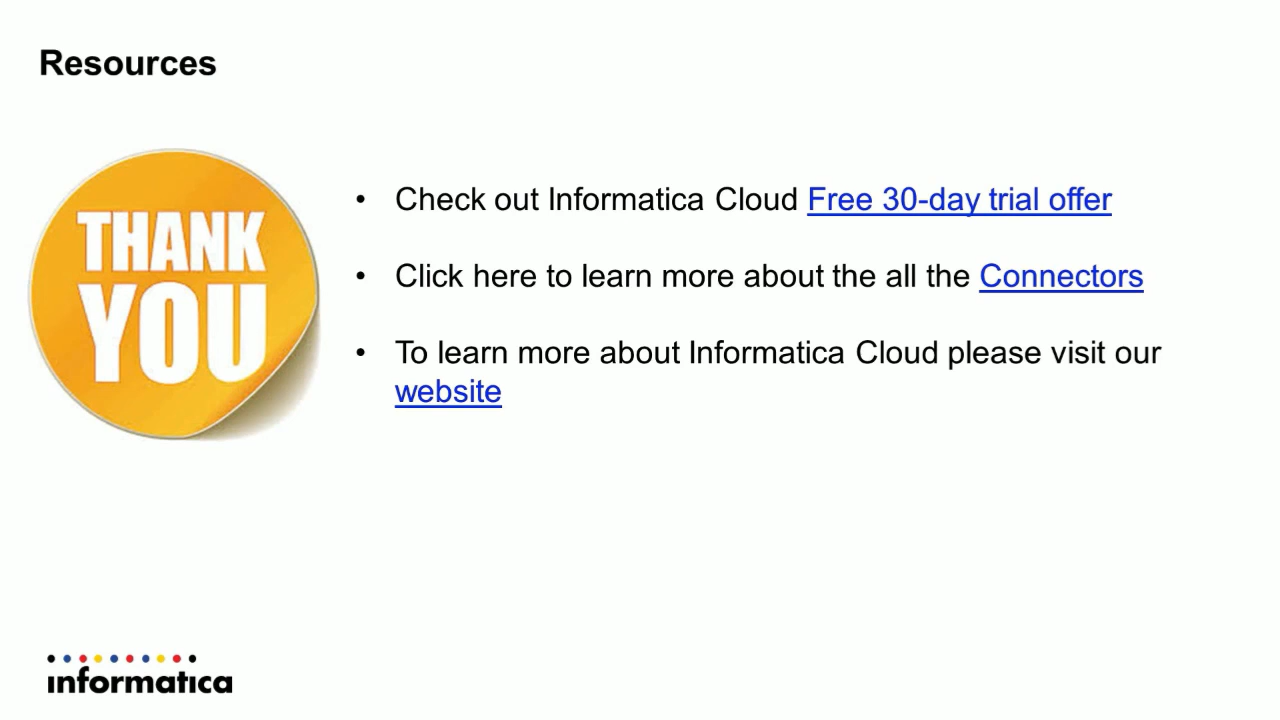 Resources
THANK
YOU
• Check out Informatica Cloud Free 30-day trial offer
• Click here to learn more about the all the Connectors
• To learn more about Informatica Cloud please visit our
website
informatica